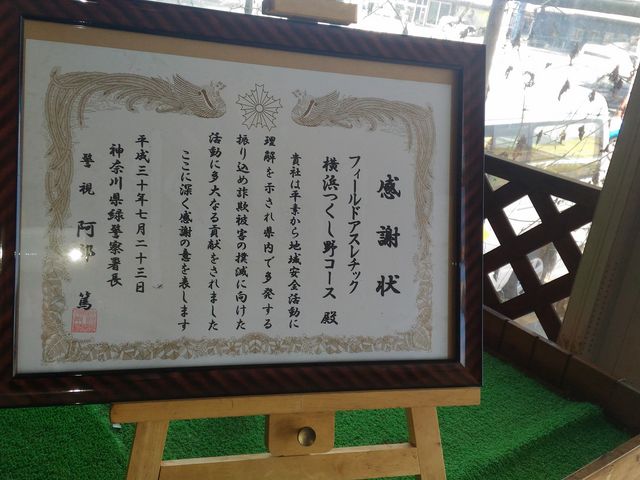 感謝状
フィールドアスレチック
横浜つくし野コース 殿
貴社は平素から地域安全活動に
理解を示され県内で多発する
振り込め詐欺被害の撲滅に向けた
活動に多大なる貢献をされました
ここに深く感謝の意を表します
平成三十年七月二十三日
神奈川県緑警察署長
警視 阿部 篤